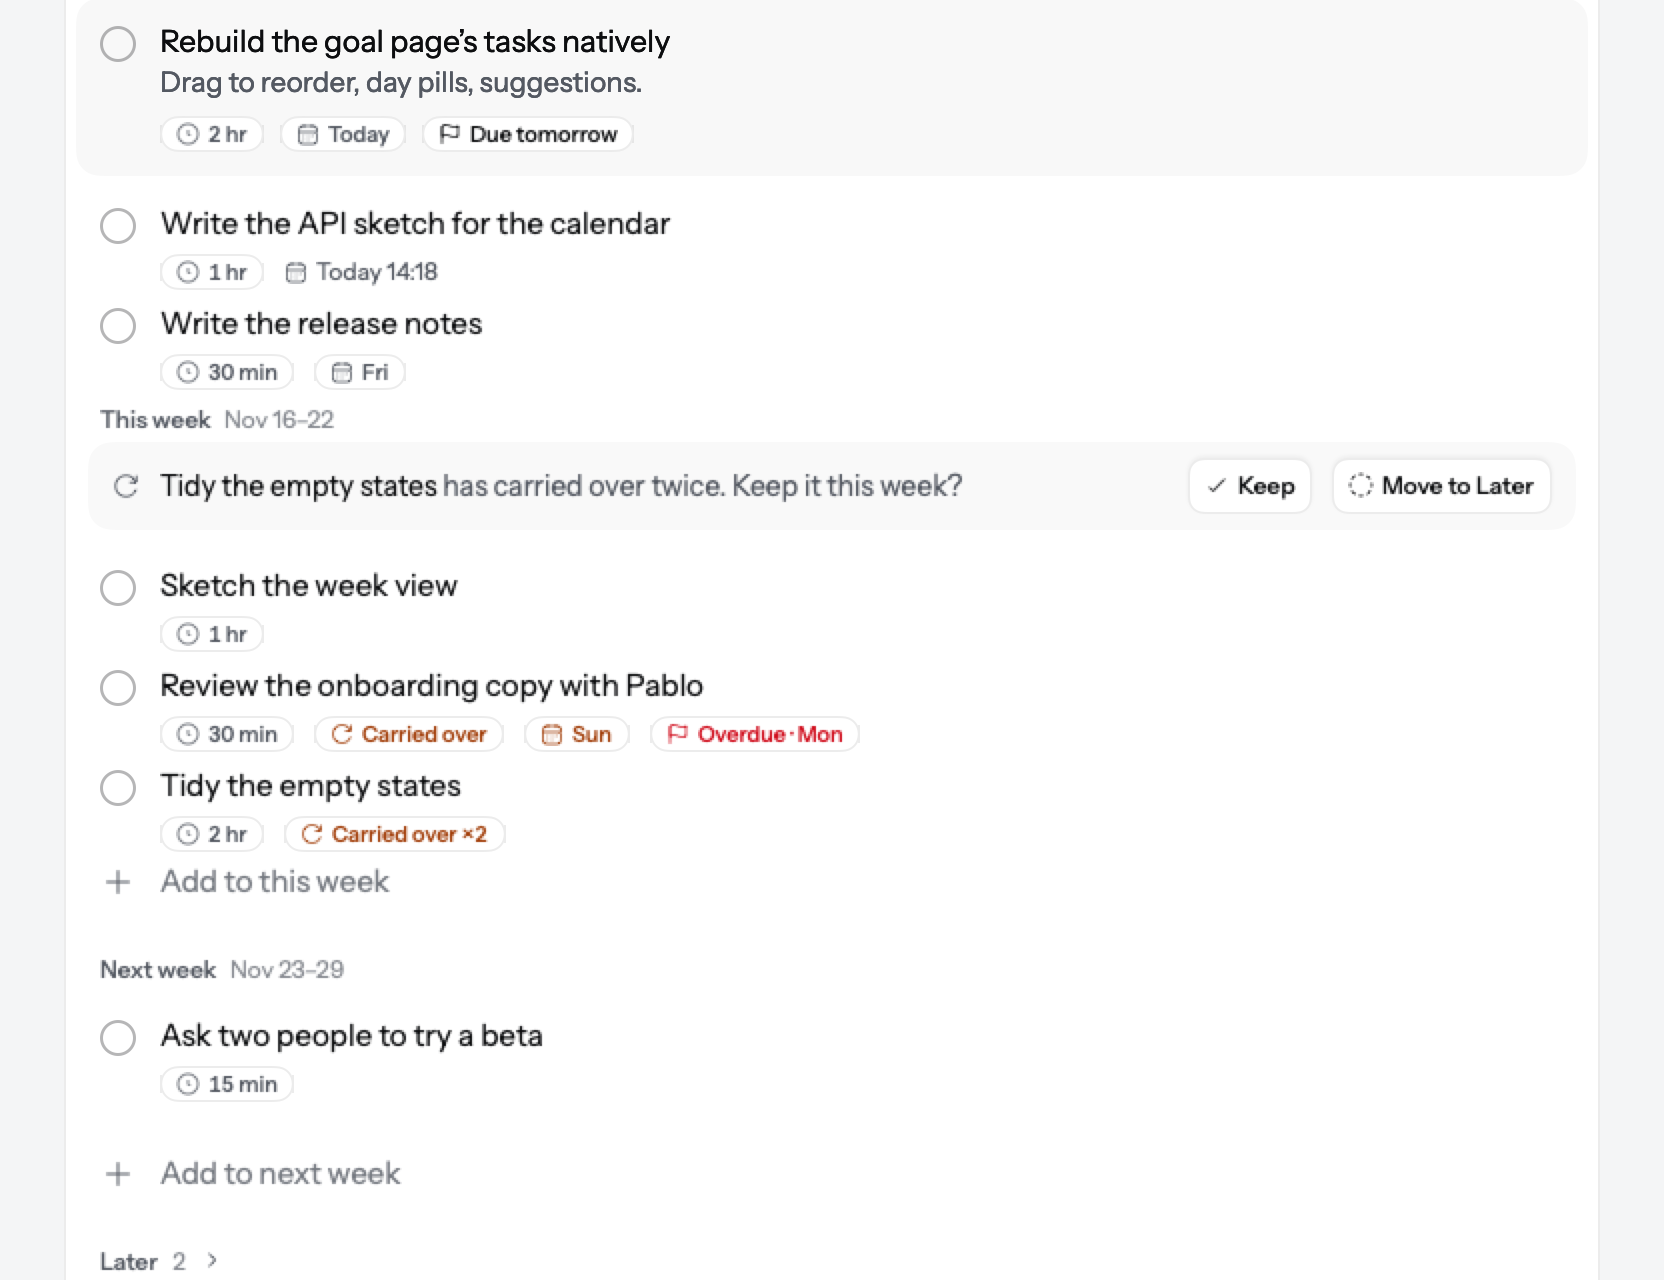 Rebuild the goal page’s tasks natively
Drag to reorder, day pills, suggestions.
2 hr Today Due tomorrow
Write the API sketch for the calendar
1 hr Today 14:18
Write the release notes
30 min Fri
This week Nov 16–22
Tidy the empty states has carried over twice. Keep it this week? Keep Move to Later
Sketch the week view
1 hr
Review the onboarding copy with Pablo
30 min Carried over Sun Overdue · Mon
Tidy the empty states
2 hr Carried over ×2
Add to this week
Next week Nov 23–29
Ask two people to try a beta
15 min
Add to next week
Later 2